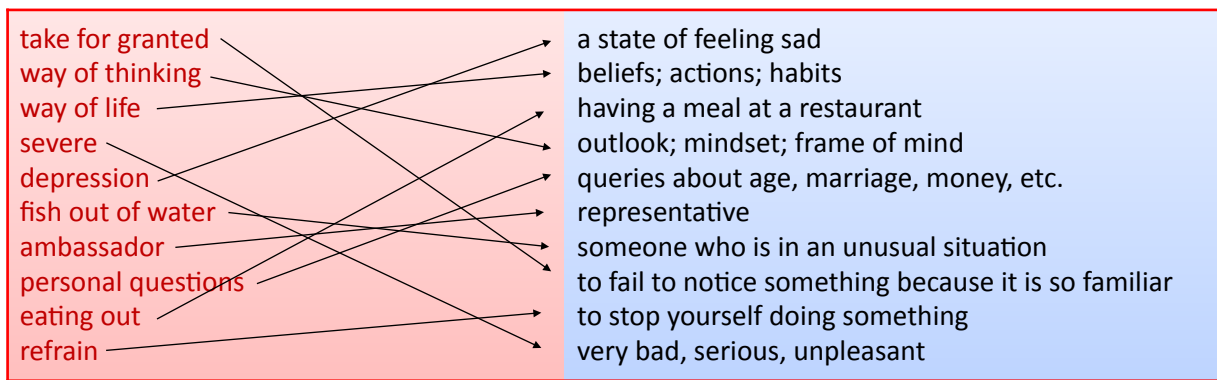 take for granted
way of thinking
way of life
severe
depression
fish out of water
ambassador
personal questions
eating out
refrain
a state of feeling sad
beliefs; actions; habits
having a meal at a restaurant
outlook; mindset; frame of mind
queries about age, marriage, money, etc.
representative
someone who is in an unusual situation
to fail to notice something because it is so familiar
to stop yourself doing something
very bad, serious, unpleasant